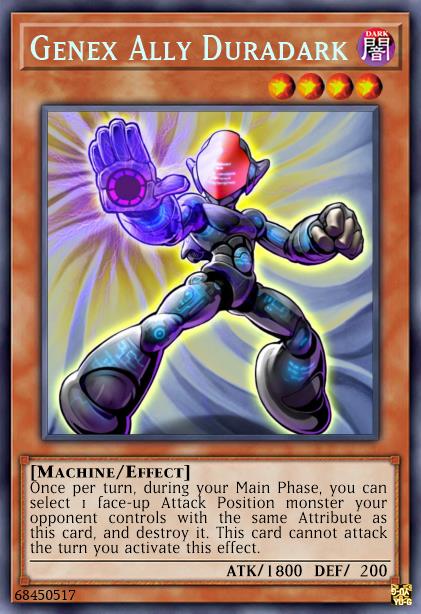 Genex Ally Duradark
DARK
闇
[Machine/Effect]
Once per turn, during your Main Phase, you can
select 1 face-up Attack Position monster your
opponent controls with the same Attribute as
this card, and destroy it. This card cannot attack
the turn you activate this effect.
ATK/1800 DEF/ 200
68450517